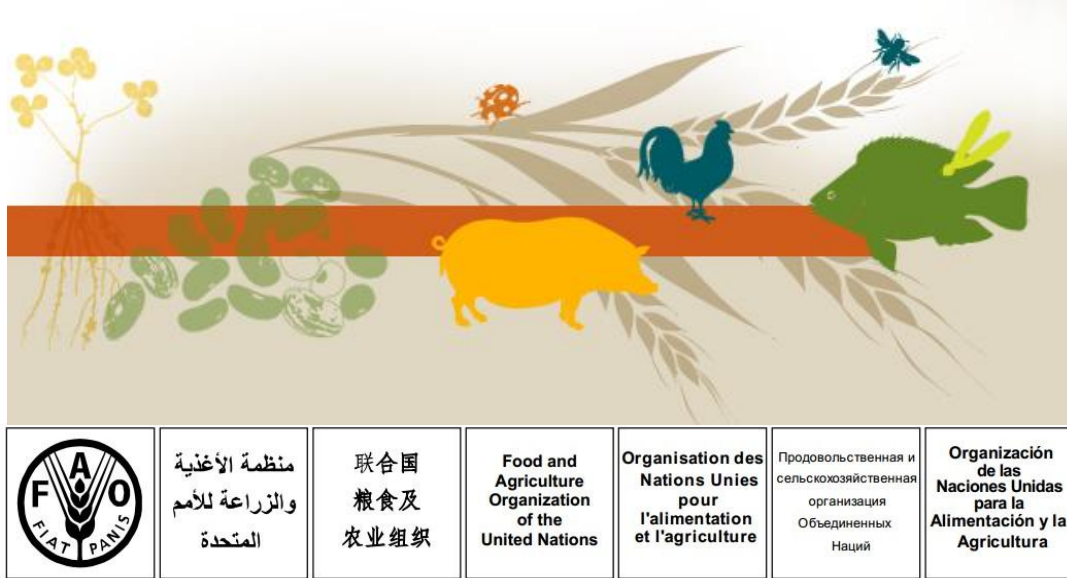 F A O
FIAT PANIS
منظمة الأغذية
والزراعة للأمم
المتحدة
联合国
粮食及
农业组织
Food and
Agriculture
Organization
of the
United Nations
Organisation des
Nations Unies
pour
l'alimentation
et l'agriculture
Продовольственная и
cельскохозяйственная
организация
Объединенных
Наций
Organización
de las
Naciones Unidas
para la
Alimentación y la
Agricultura